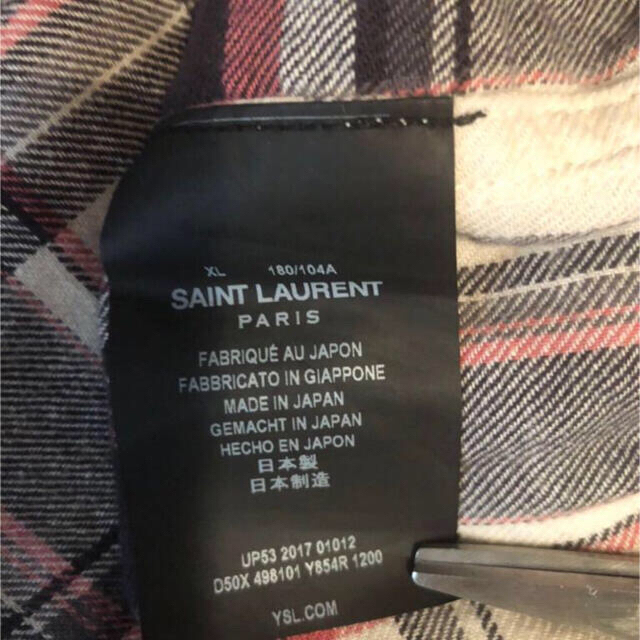 XL 180/104A
SAINT LAURENT
PARIS
FABRIQUÉ AU JAPON
FABBRICATO IN GIAPPONE
MADE IN JAPAN
GEMACHT IN JAPAN
HECHO EN JAPON
日本製
日本制造
UP53 2017 01012
D50X 498101 Y854R 1200
YSL.COM